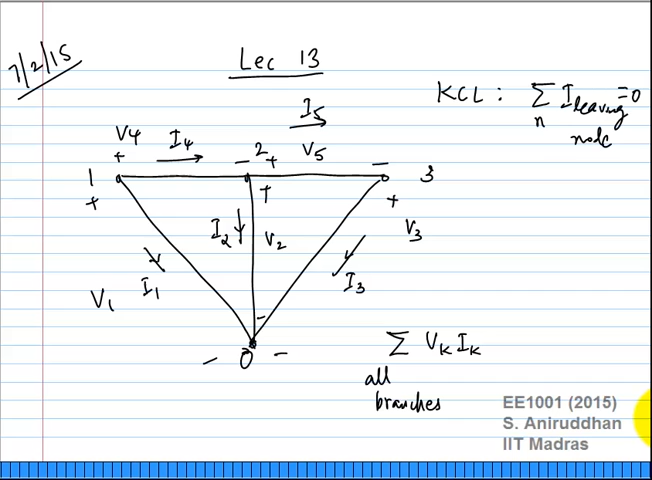 7/2/15
Lec 13
KCL : ∑ I leaving node = 0
n
I5
V4
I4
V5
+ - 2 + -
1
3
+ + +
I2
V2
V3
V1
I1
I3
-
- 0 -
∑ VK IK
all
branches
EE1001 (2015)
S. Aniruddhan
IIT Madras